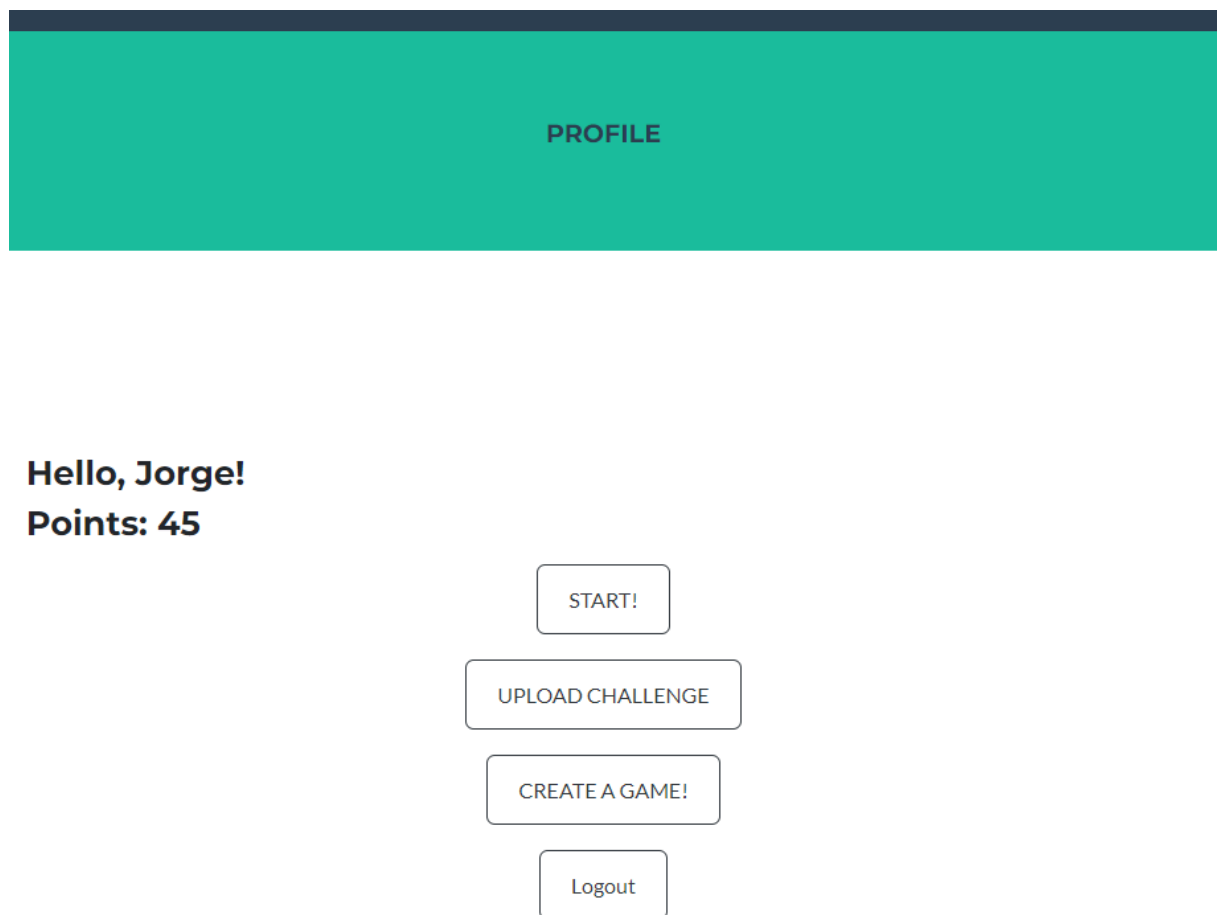 PROFILE
Hello, Jorge!
Points: 45
START!
UPLOAD CHALLENGE
CREATE A GAME!
Logout